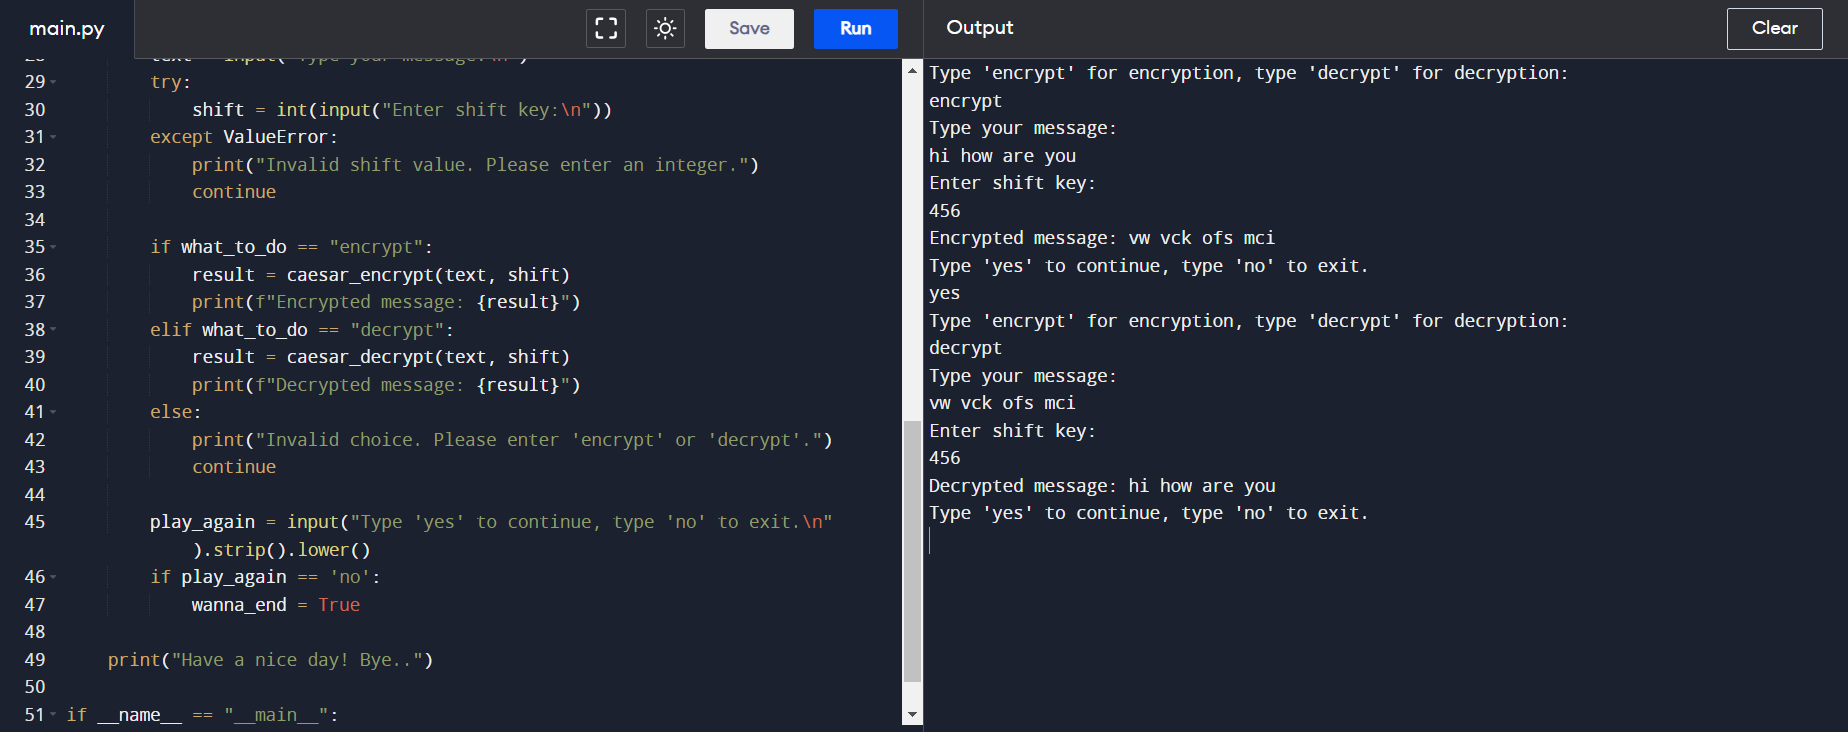 main.py
Save
Run
Output
Clear
29 try:
30 shift = int(input("Enter shift key:\n"))
31 except ValueError:
32 print("Invalid shift value. Please enter an integer.")
33 continue
34
35 if what_to_do == "encrypt":
36 result = caesar_encrypt(text, shift)
37 print(f"Encrypted message: {result}")
38 elif what_to_do == "decrypt":
39 result = caesar_decrypt(text, shift)
40 print(f"Decrypted message: {result}")
41 else:
42 print("Invalid choice. Please enter 'encrypt' or 'decrypt'.")
43 continue
44
45 play_again = input("Type 'yes' to continue, type 'no' to exit.\n"
).strip().lower()
46 if play_again == 'no':
47 wanna_end = True
48
49 print("Have a nice day! Bye..")
50
51 if __name__ == "__main__":
Type 'encrypt' for encryption, type 'decrypt' for decryption:
encrypt
Type your message:
hi how are you
Enter shift key:
456
Encrypted message: vw vck ofs mci
Type 'yes' to continue, type 'no' to exit.
yes
Type 'encrypt' for encryption, type 'decrypt' for decryption:
decrypt
Type your message:
vw vck ofs mci
Enter shift key:
456
Decrypted message: hi how are you
Type 'yes' to continue, type 'no' to exit.